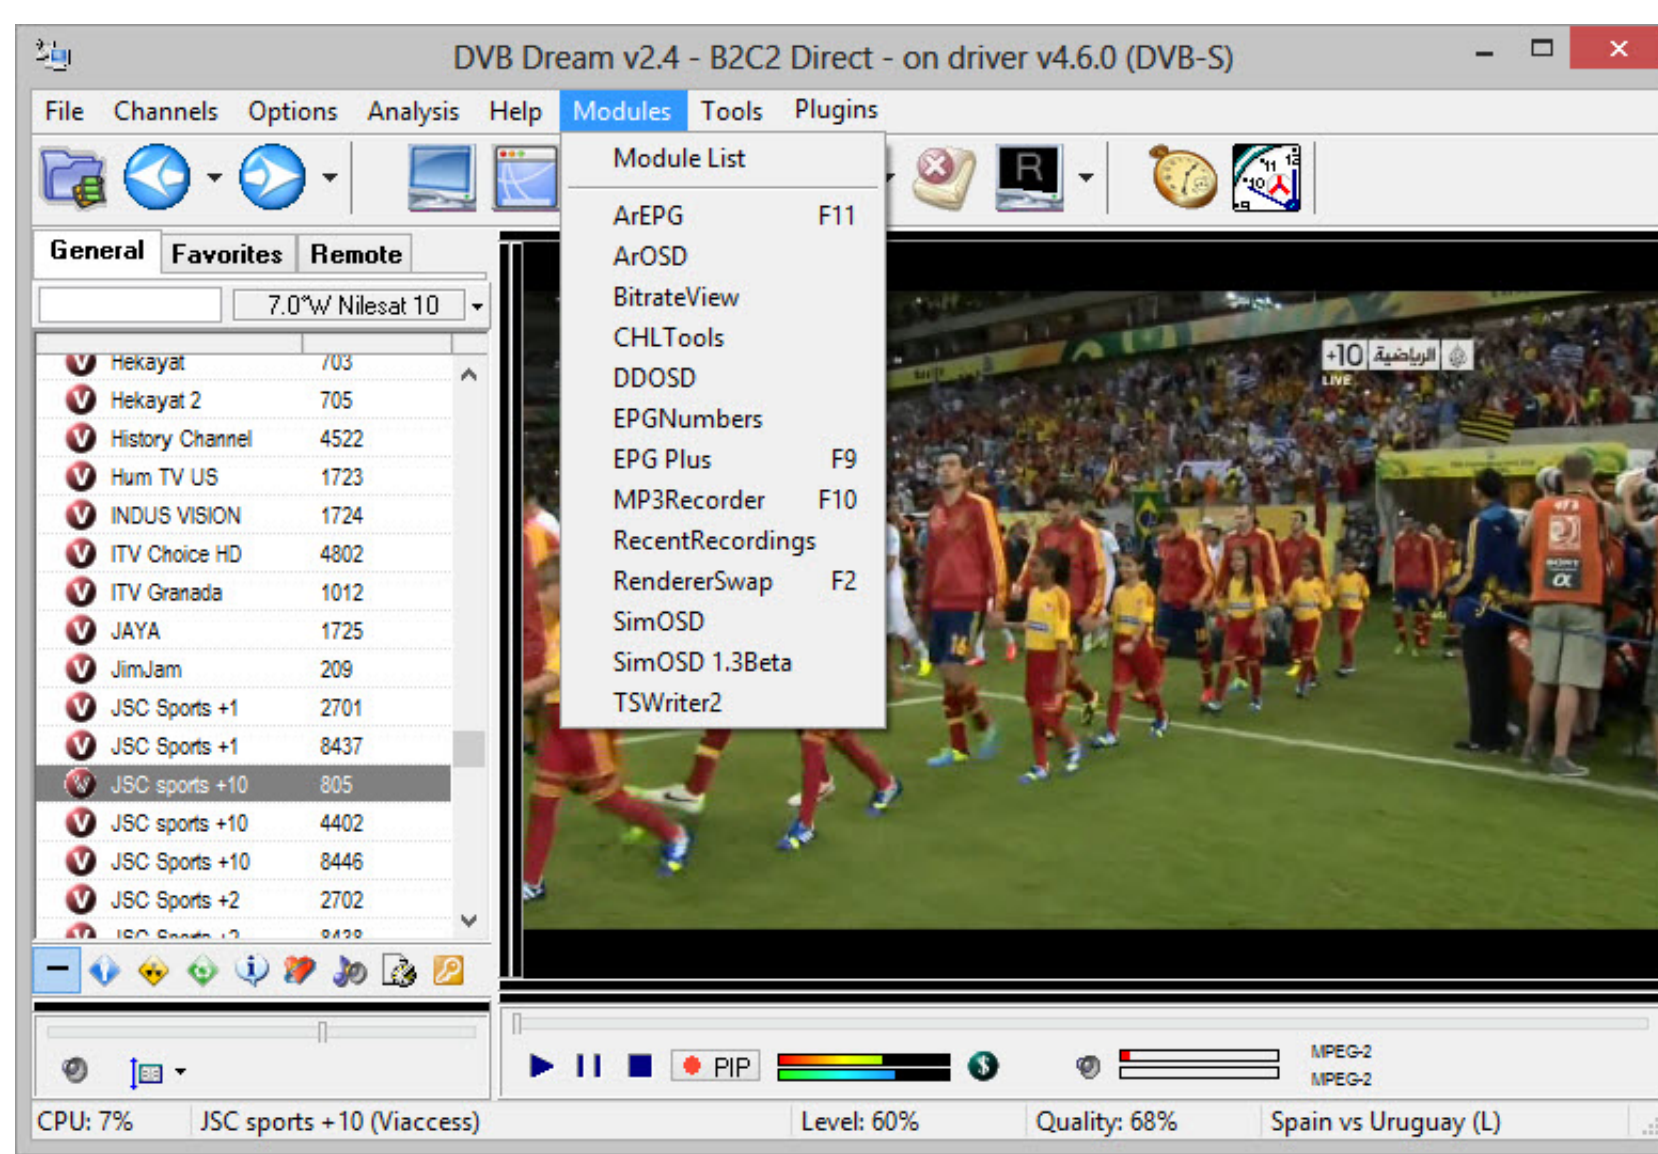 DVB Dream v2.4 - B2C2 Direct - on driver v4.6.0 (DVB-S)
File Channels Options Analysis Help Modules Tools Plugins
Module List
ArEPG F11
ArOSD
BitrateView
CHLTools
DDOSD
EPGNumbers
EPG Plus F9
MP3Recorder F10
RecentRecordings
RendererSwap F2
SimOSD
SimOSD 1.3Beta
TSWriter2
R
General Favorites Remote
7.0°W Nilesat 10
Hekayat 703
Hekayat 2 705
History Channel 4522
Hum TV US 1723
INDUS VISION 1724
ITV Choice HD 4802
ITV Granada 1012
JAYA 1725
JimJam 209
JSC Sports +1 2701
JSC Sports +1 8437
JSC sports +10 805
JSC sports +10 4402
JSC Sports +10 8446
JSC Sports +2 2702
JSC Sports +2 8438
+10 الرياضية
LIVE
16
SONY
α
PIP
MPEG-2
MPEG-2
CPU: 7% JSC sports +10 (Viaccess) Level: 60% Quality: 68% Spain vs Uruguay (L)